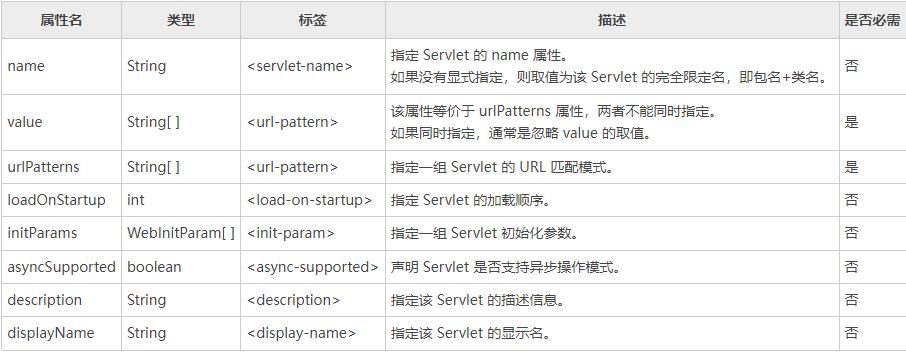 属性名 类型 标签 描述 是否必需
name String <servlet-name> 指定 Servlet 的 name 属性。
如果没有显式指定，则取值为该 Servlet 的完全限定名，即包名+类名。 否
value String[ ] <url-pattern> 该属性等价于 urlPatterns 属性，两者不能同时指定。
如果同时指定，通常是忽略 value 的取值。 是
urlPatterns String[ ] <url-pattern> 指定一组 Servlet 的 URL 匹配模式。 是
loadOnStartup int <load-on-startup> 指定 Servlet 的加载顺序。 否
initParams WebInitParam[ ] <init-param> 指定一组 Servlet 初始化参数。 否
asyncSupported boolean <async-supported> 声明 Servlet 是否支持异步操作模式。 否
description String <description> 指定该 Servlet 的描述信息。 否
displayName String <display-name> 指定该 Servlet 的显示名。 否